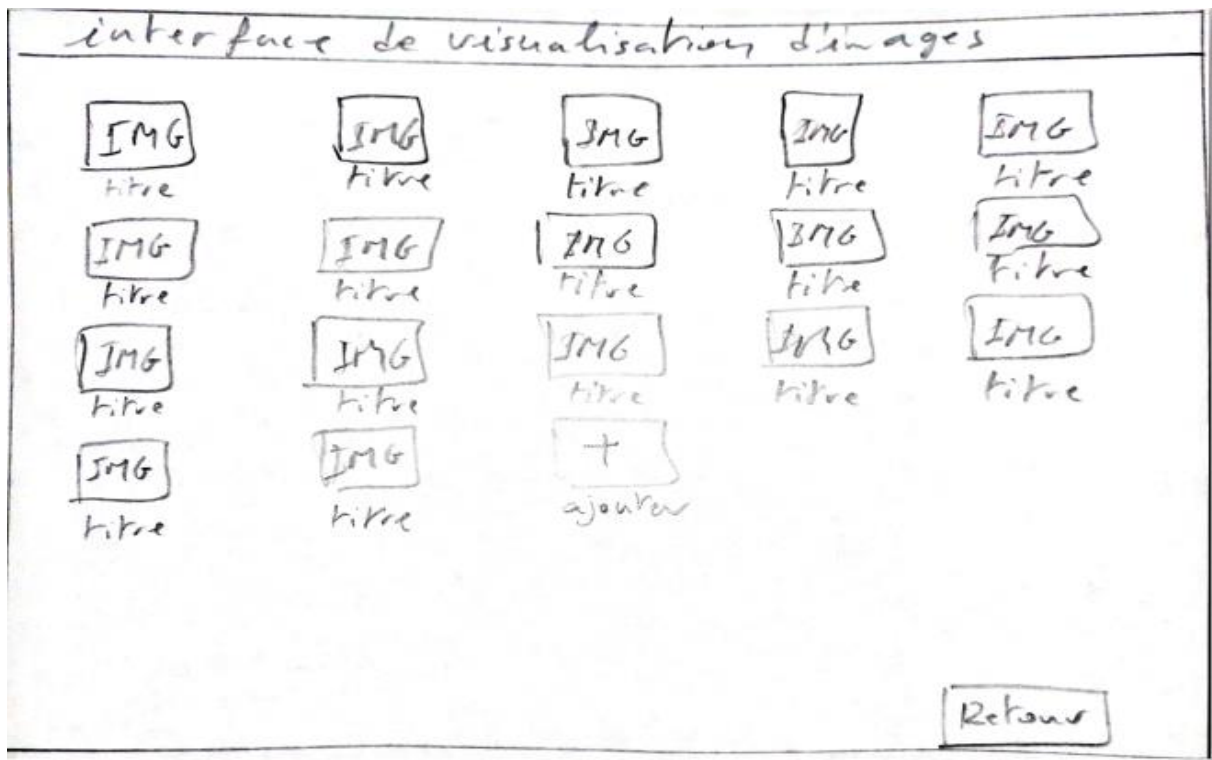 interface de visualisation d'images
IMG IMG IMG IMG IMG
titre titre titre titre titre
IMG IMG IMG IMG IMG
titre titre titre titre titre
IMG IMG IMG IMG IMG
titre titre titre titre titre
IMG IMG +
titre titre ajouter
Retour